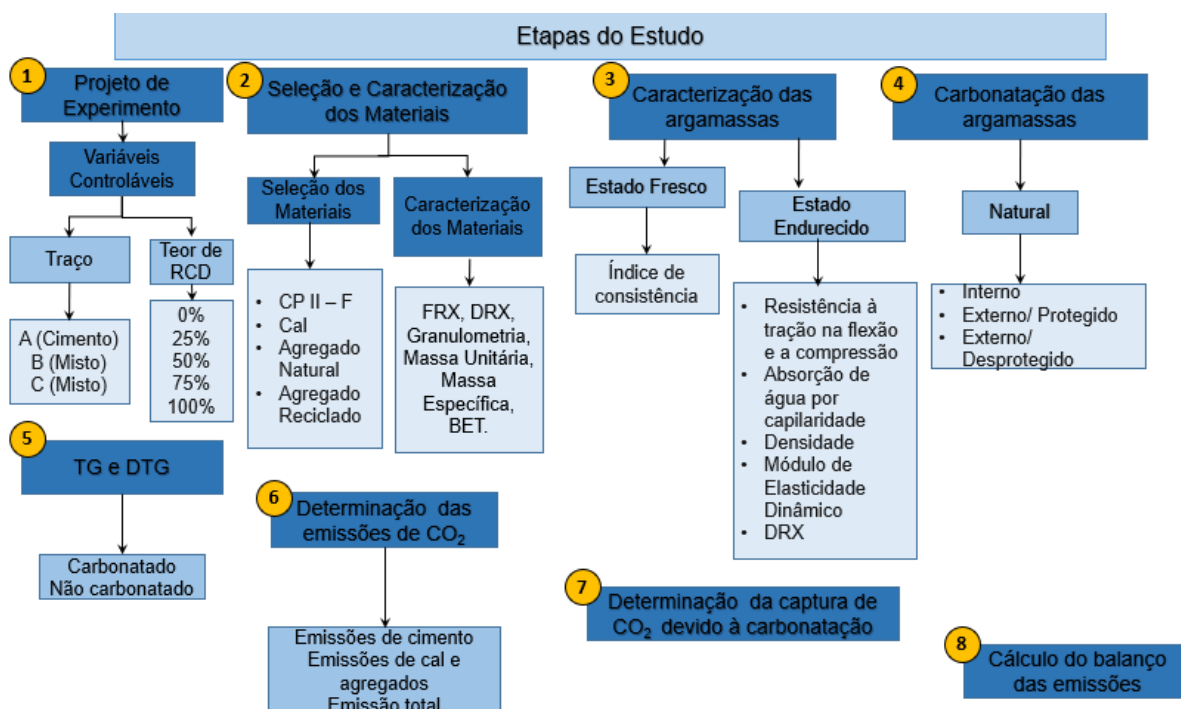 Etapas do Estudo
1
Projeto de
Experimento
Variáveis
Controláveis
Traço
A (Cimento)
B (Misto)
C (Misto)
Teor de
RCD
0%
25%
50%
75%
100%
2
Seleção e Caracterização
dos Materiais
Seleção dos
Materiais
• CP II – F
• Cal
• Agregado
Natural
• Agregado
Reciclado
Caracterização
dos Materiais
FRX, DRX,
Granulometria,
Massa Unitária,
Massa
Específica,
BET.
3
Caracterização das
argamassas
Estado Fresco
Índice de
consistência
Estado
Endurecido
• Resistência à
tração na flexão
e a compressão
• Absorção de
água por
capilaridade
• Densidade
• Módulo de
Elasticidade
Dinâmico
• DRX
4
Carbonatação das
argamassas
Natural
• Interno
• Externo/ Protegido
• Externo/
Desprotegido
5
TG e DTG
Carbonatado
Não carbonatado
6
Determinação das
emissões de CO₂
Emissões de cimento
Emissões de cal e
agregados
Emissão total
7
Determinação da captura de
CO₂ devido à carbonatação
8
Cálculo do balanço
das emissões